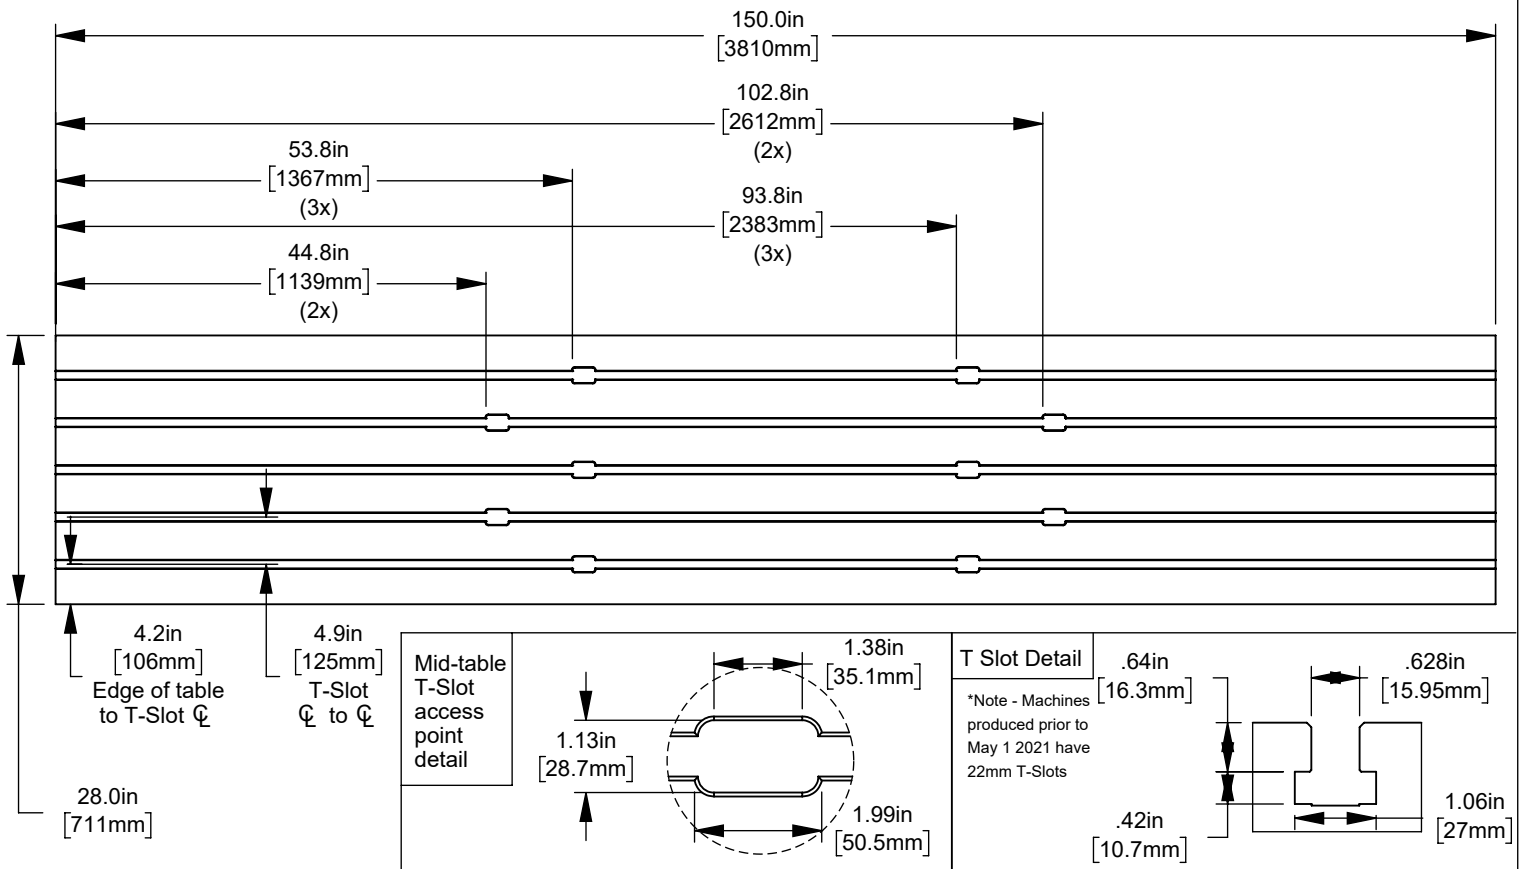 150.0in
[3810mm]
102.8in
[2612mm]
(2x)
53.8in
[1367mm]
(3x)
93.8in
[2383mm]
(3x)
44.8in
[1139mm]
(2x)
4.2in
[106mm]
Edge of table
to T-Slot ℄
4.9in
[125mm]
T-Slot
℄ to ℄
28.0in
[711mm]
Mid-table
T-Slot
access
point
detail
1.38in
[35.1mm]
1.13in
[28.7mm]
1.99in
[50.5mm]
T Slot Detail
*Note - Machines
produced prior to
May 1 2021 have
22mm T-Slots
.64in
[16.3mm]
.628in
[15.95mm]
.42in
[10.7mm]
1.06in
[27mm]